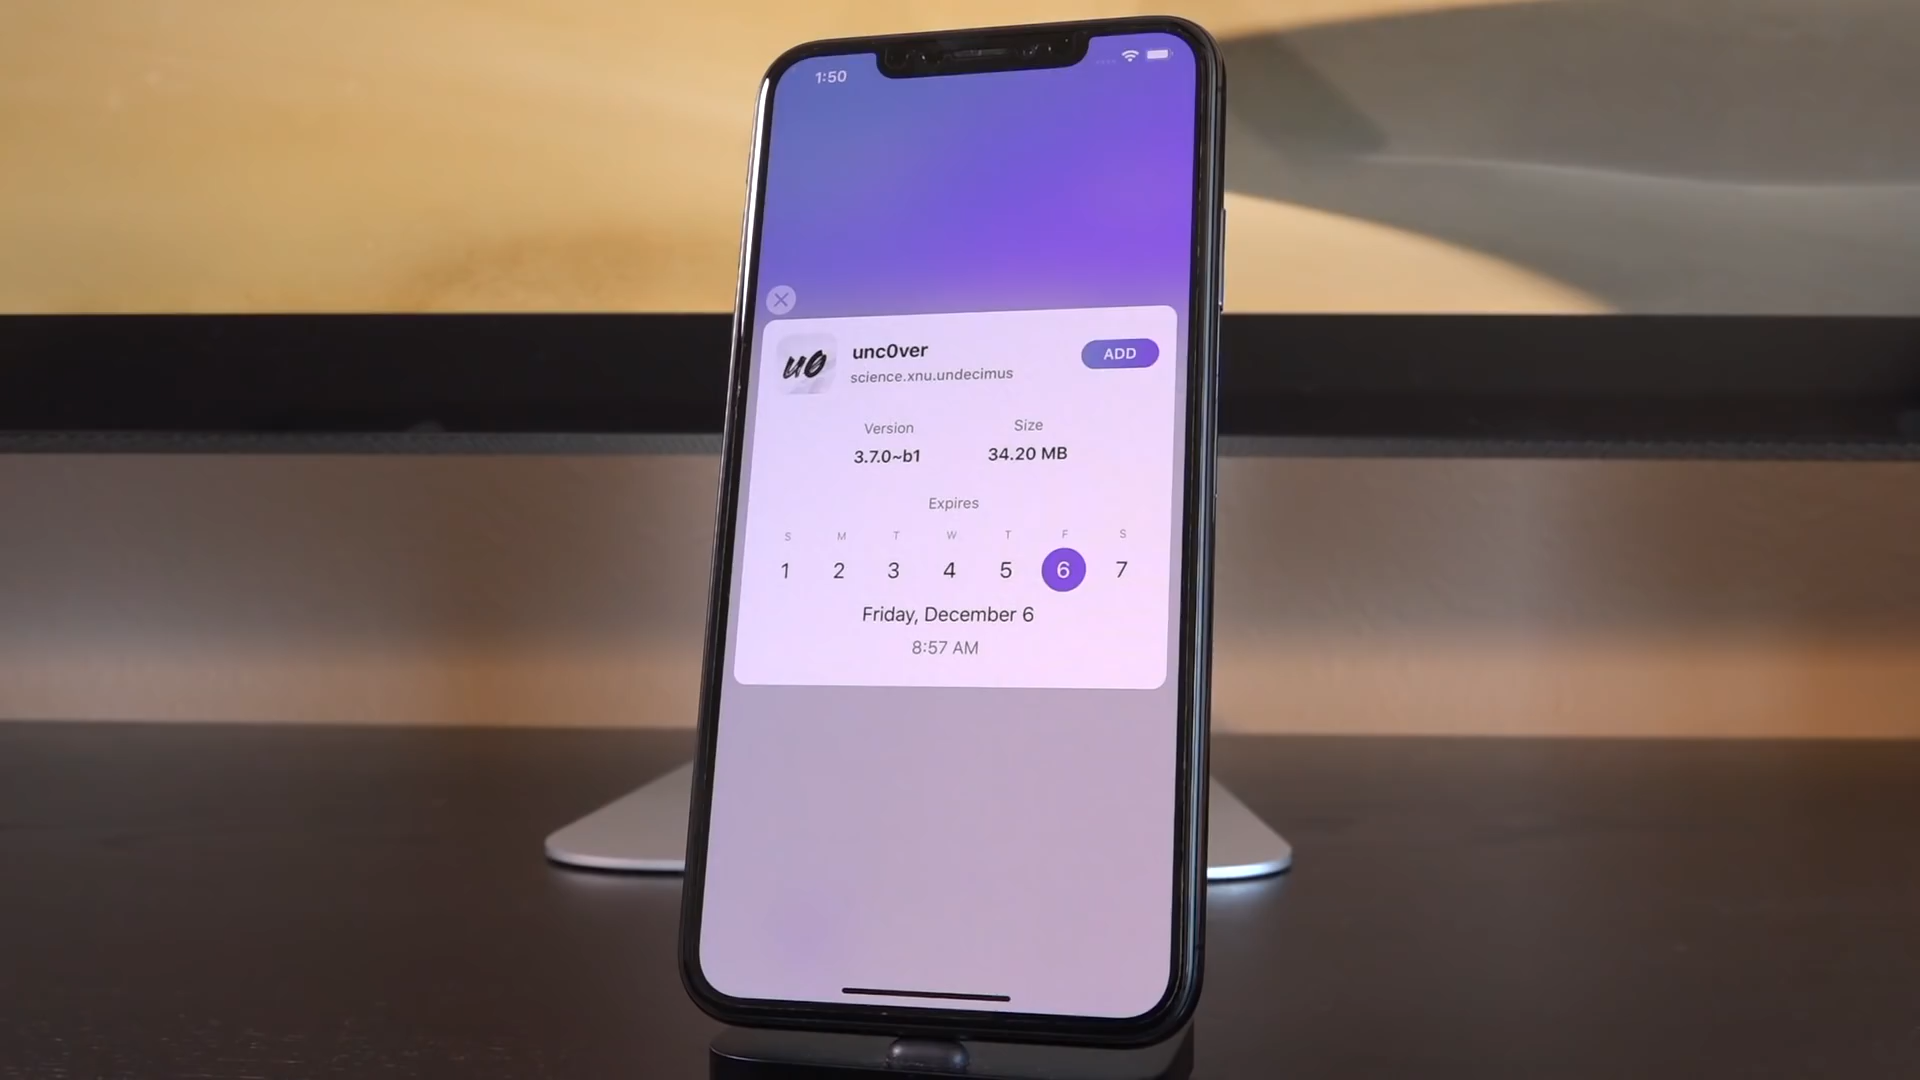 1:50
u0
unc0ver
science.xnu.undecimus
ADD
Version Size
3.7.0~b1 34.20 MB
Expires
S M T W T F S
1 2 3 4 5 6 7
Friday, December 6
8:57 AM